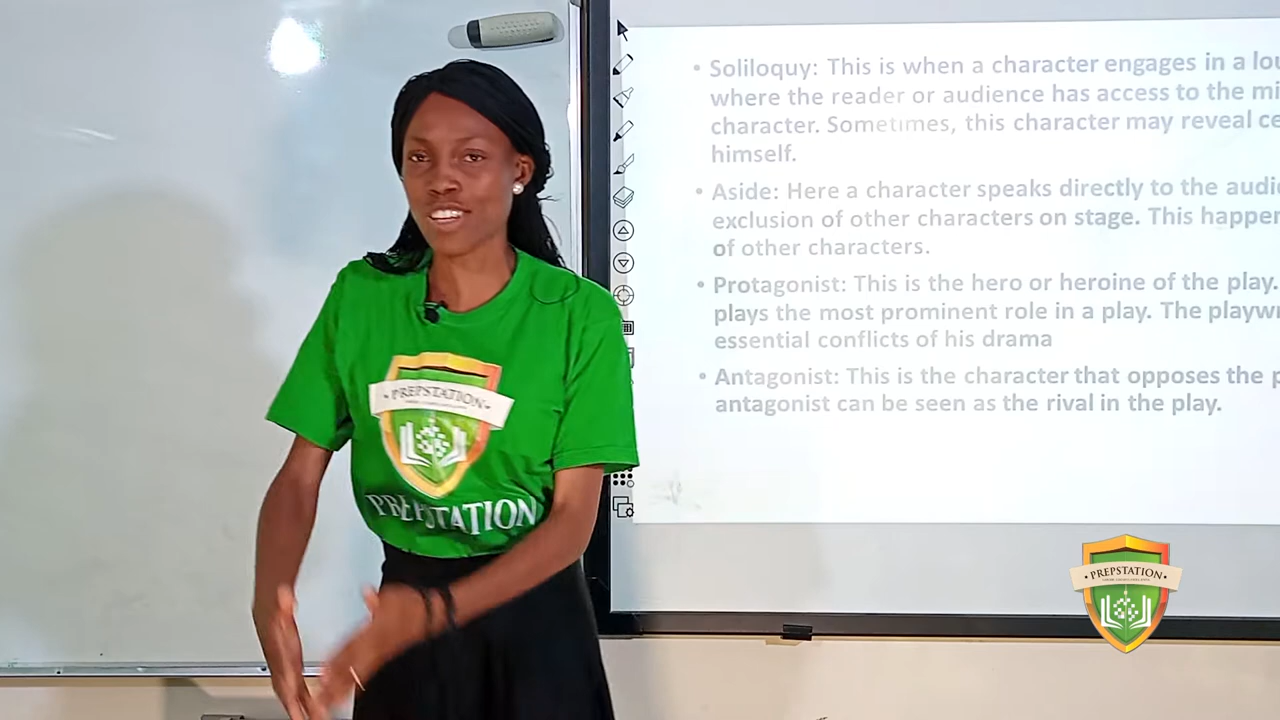 • Soliloquy: This is when a character engages in a lou
where the reader or audience has access to the mi
character. Sometimes, this character may reveal ce
himself.
• Aside: Here a character speaks directly to the audi
exclusion of other characters on stage. This happen
of other characters.
• Protagonist: This is the hero or heroine of the play.
plays the most prominent role in a play. The playw
essential conflicts of his drama
• Antagonist: This is the character that opposes the p
antagonist can be seen as the rival in the play.
• PREPSTATION •
PREPSTATION
• PREPSTATION •